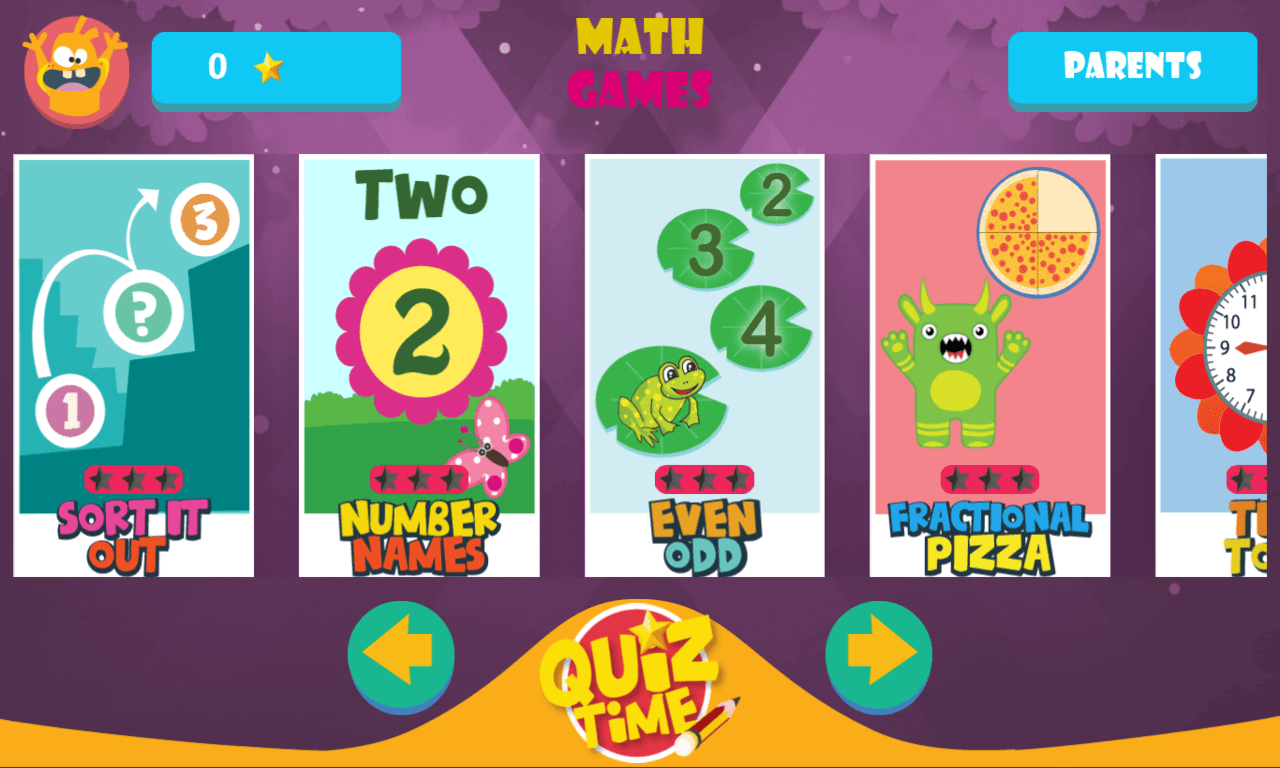 0
MATH
GAMES
PARENTS
3
?
1
SORT IT
OUT
TWO
2
NUMBER
NAMES
2
3
4
EVEN
ODD
FRACTIONAL
PIZZA
11
10
9
8
7
QUIZ
TIME